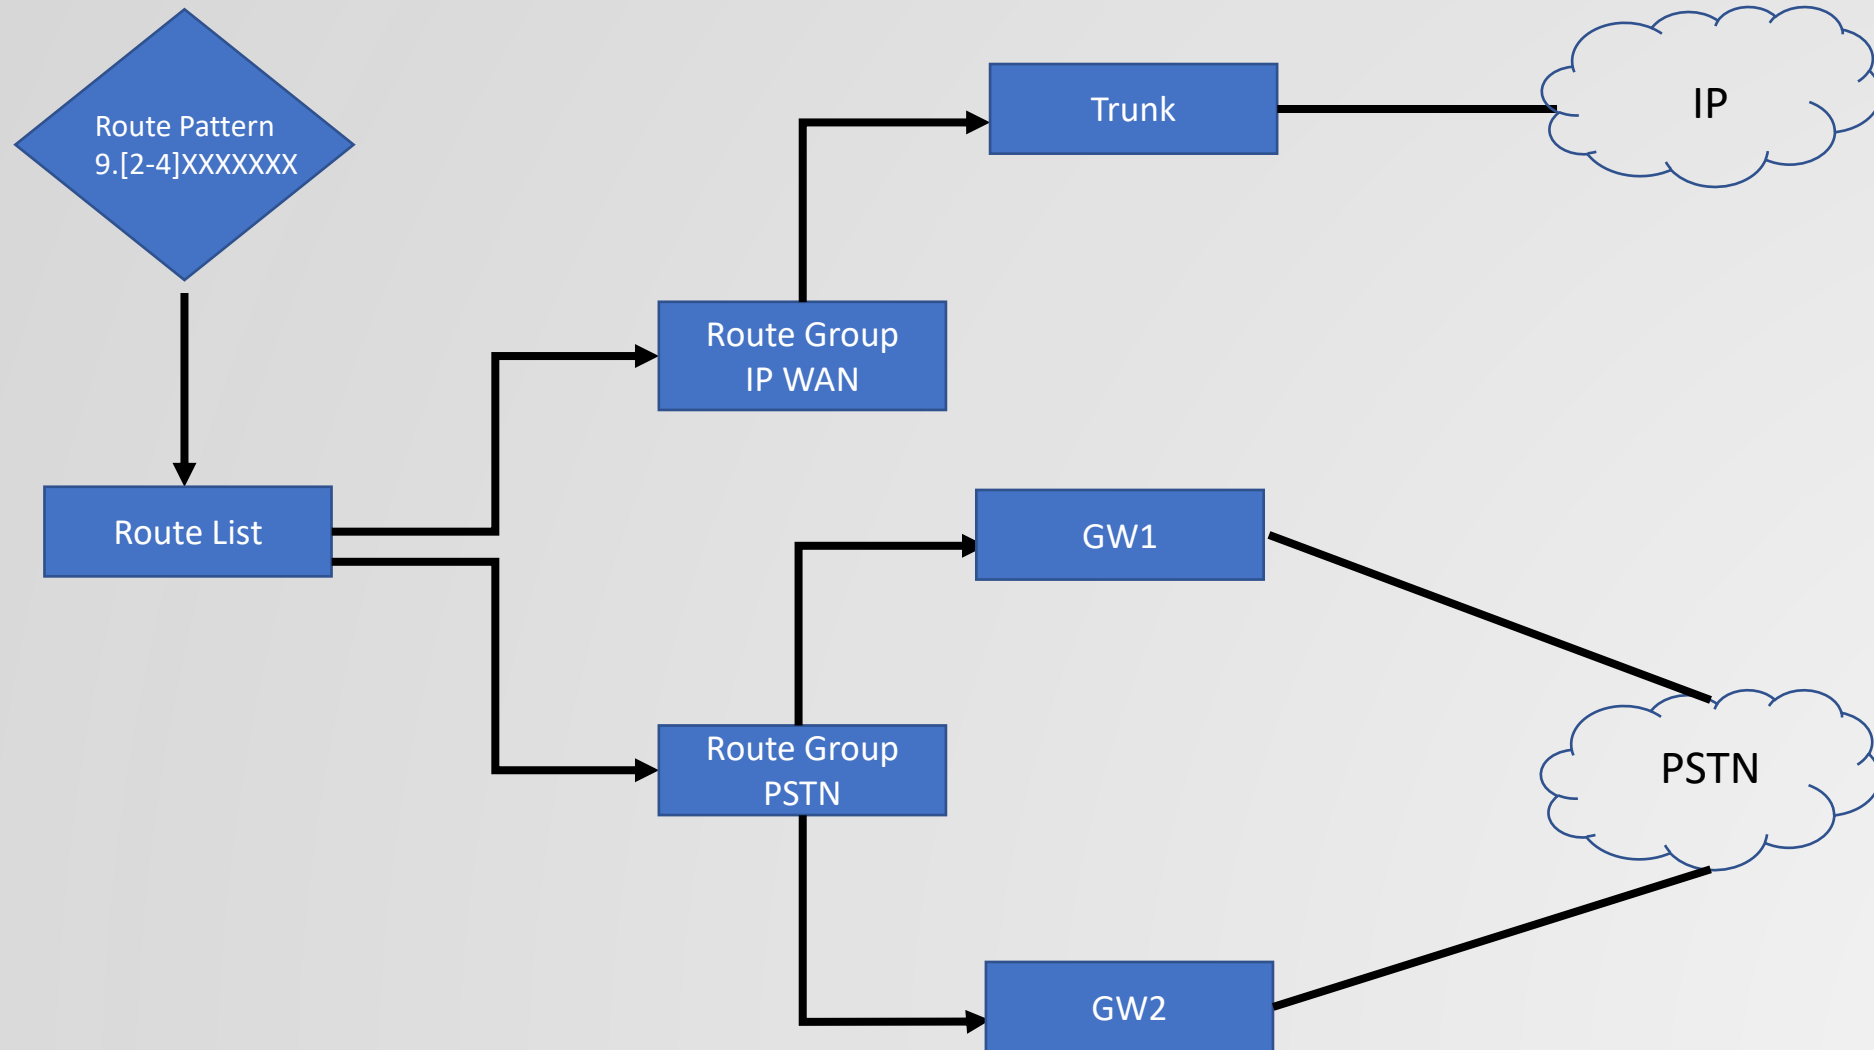 Route Pattern
9.[2-4]XXXXXXX
Trunk
IP
Route Group
IP WAN
Route List
GW1
Route Group
PSTN
PSTN
GW2